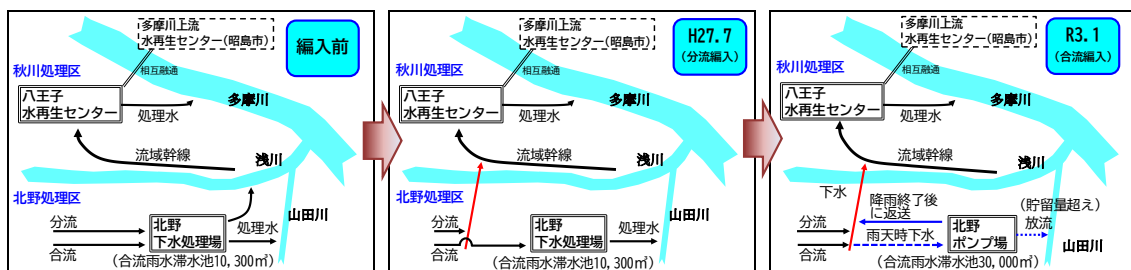 多摩川上流
水再生センター(昭島市)
編入前
秋川処理区
相互融通
八王子
水再生センター
処理水
多摩川
流域幹線
浅川
北野処理区
山田川
分流
合流
北野
下水処理場
処理水
(合流雨水滞水池10,300㎥)
多摩川上流
水再生センター(昭島市)
H27.7
(分流編入)
秋川処理区
相互融通
八王子
水再生センター
処理水
多摩川
流域幹線
浅川
北野処理区
山田川
分流
合流
北野
下水処理場
処理水
(合流雨水滞水池10,300㎥)
多摩川上流
水再生センター(昭島市)
R3.1
(合流編入)
秋川処理区
相互融通
八王子
水再生センター
処理水
多摩川
流域幹線
浅川
北野処理区
下水
降雨終了後
に返送
(貯留量超え)
放流
分流
合流
雨天時下水
北野
ポンプ場
山田川
(合流雨水滞水池30,000㎥)